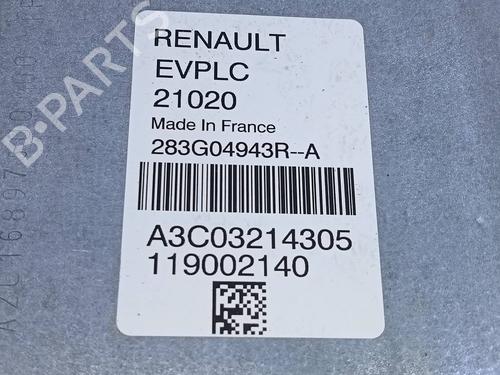 RENAULT
EVPLC
21020
Made In France
283G04943R--A
A3C03214305
119002140
B-PARTS